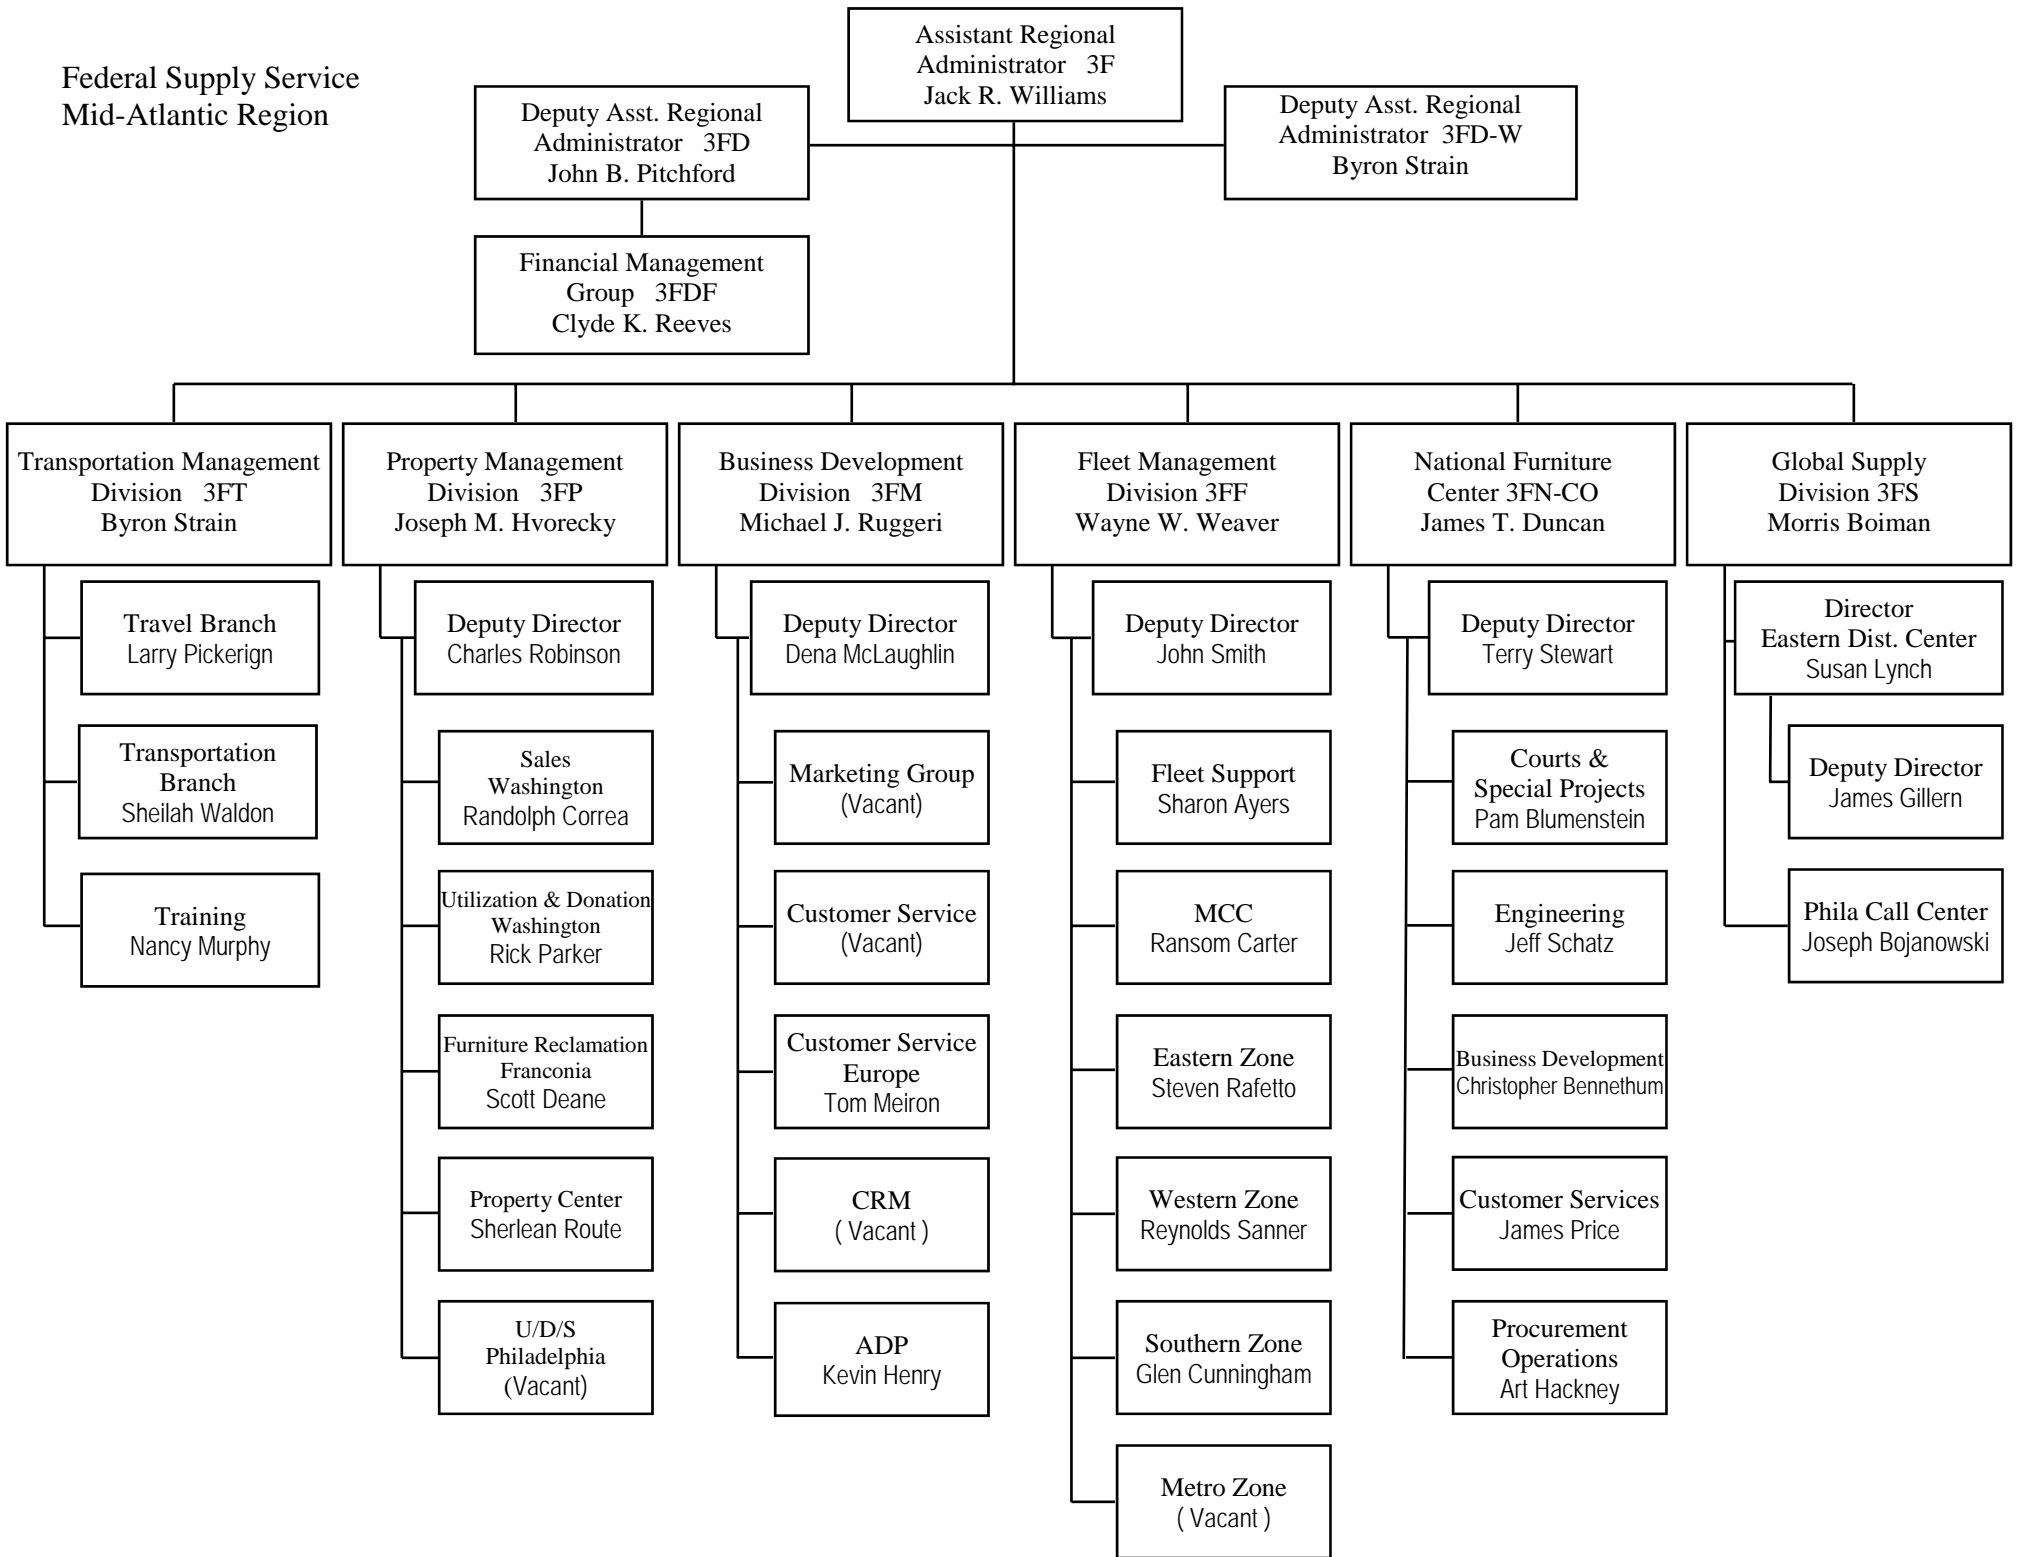 Federal Supply Service
Mid-Atlantic Region
Assistant Regional
Administrator 3F
Jack R. Williams
Deputy Asst. Regional
Administrator 3FD
John B. Pitchford
Deputy Asst. Regional
Administrator 3FD-W
Byron Strain
Financial Management
Group 3FDF
Clyde K. Reeves
Transportation Management
Division 3FT
Byron Strain
Travel Branch
Larry Pickerign
Transportation
Branch
Sheilah Waldon
Training
Nancy Murphy
Property Management
Division 3FP
Joseph M. Hvorecky
Deputy Director
Charles Robinson
Sales
Washington
Randolph Correa
Utilization & Donation
Washington
Rick Parker
Furniture Reclamation
Franconia
Scott Deane
Property Center
Sherlean Route
U/D/S
Philadelphia
(Vacant)
Business Development
Division 3FM
Michael J. Ruggeri
Deputy Director
Dena McLaughlin
Marketing Group
(Vacant)
Customer Service
(Vacant)
Customer Service
Europe
Tom Meiron
CRM
( Vacant )
ADP
Kevin Henry
Fleet Management
Division 3FF
Wayne W. Weaver
Deputy Director
John Smith
Fleet Support
Sharon Ayers
MCC
Ransom Carter
Eastern Zone
Steven Rafetto
Western Zone
Reynolds Sanner
Southern Zone
Glen Cunningham
Metro Zone
( Vacant )
National Furniture
Center 3FN-CO
James T. Duncan
Deputy Director
Terry Stewart
Courts &
Special Projects
Pam Blumenstein
Engineering
Jeff Schatz
Business Development
Christopher Bennethum
Customer Services
James Price
Procurement
Operations
Art Hackney
Global Supply
Division 3FS
Morris Boiman
Director
Eastern Dist. Center
Susan Lynch
Deputy Director
James Gillern
Phila Call Center
Joseph Bojanowski